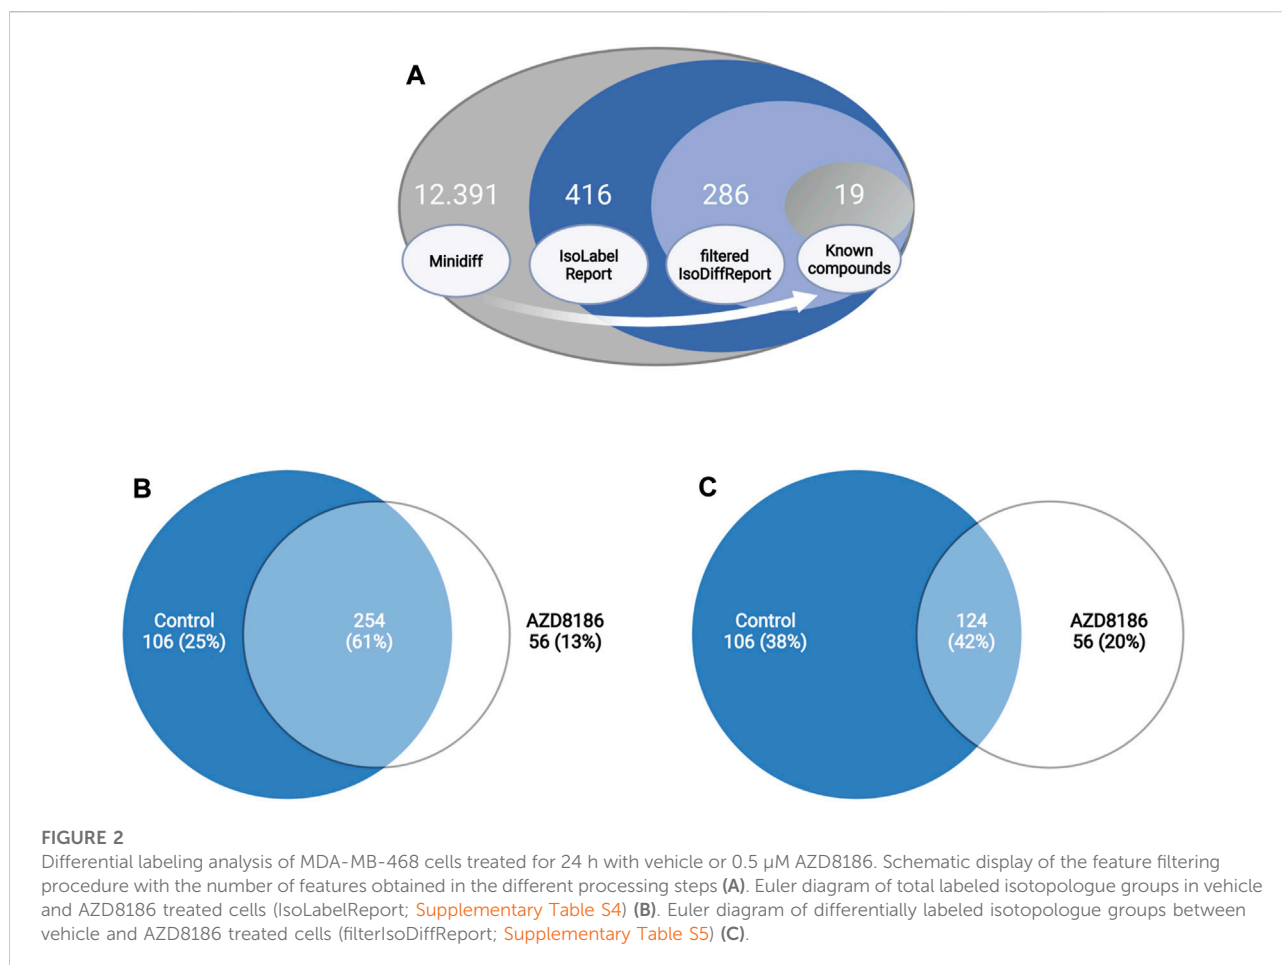 A
12.391
416
286
19
Minidiff
IsoLabel
Report
filtered
IsoDiffReport
Known
compounds
B
Control
106 (25%)
254
(61%)
AZD8186
56 (13%)
C
Control
106 (38%)
124
(42%)
AZD8186
56 (20%)
FIGURE 2
Differential labeling analysis of MDA-MB-468 cells treated for 24 h with vehicle or 0.5 µM AZD8186. Schematic display of the feature filtering
procedure with the number of features obtained in the different processing steps (A). Euler diagram of total labeled isotopologue groups in vehicle
and AZD8186 treated cells (IsoLabelReport; Supplementary Table S4) (B). Euler diagram of differentially labeled isotopologue groups between
vehicle and AZD8186 treated cells (filterIsoDiffReport; Supplementary Table S5) (C).